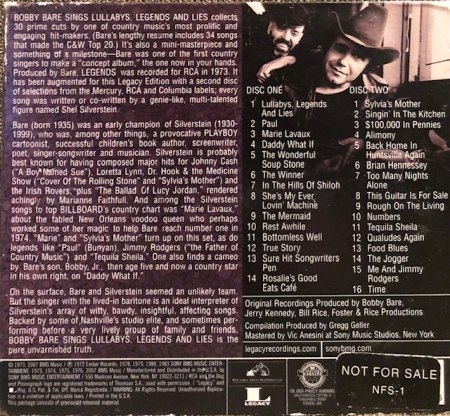 BOBBY BARE SINGS LULLABYS, LEGENDS AND LIES collects
30 prime cuts by one of country music's most prolific and
engaging hit-makers. (Bare's lengthy resume includes 34 songs
that made the C&W Top 20.) It's also a mini-masterpiece and
something of a milestone—Bare was one of the first country
singers to make a "concept album," the one now in your hands.
Produced by Bare, LEGENDS was recorded for RCA in 1973. It
has been augmented for this Legacy Edition with a second disc
of selections from the Mercury, RCA and Columbia labels; every
song was written or co-written by a genie-like, multi-talented
figure named Shel Silverstein.
Bare (born 1935) was an early champion of Silverstein (1930-
1999), who was, among other things, a provocative PLAYBOY
cartoonist, successful children's book author, screenwriter,
poet, singer-songwriter and musician. Silverstein is probably
best known for having composed major hits for Johnny Cash
("A Boy Named Sue"), Loretta Lynn, Dr. Hook & the Medicine
Show ("Cover Of The Rolling Stone" and "Sylvia's Mother") and
the Irish Rovers, plus "The Ballad Of Lucy Jordan," rendered
achingly by Marianne Faithfull. And among the Silverstein
songs to top BILLBOARD's country chart was "Marie Laveaux,"
about the fabled New Orleans voodoo queen who perhaps
worked some of her magic to help Bare reach number one in
1974. "Marie" and "Sylvia's Mother" turn up on this set, as do
legends like "Paul" (Bunyan), Jimmy Rodgers ("The Father of
Country Music") and "Tequila Sheila." One also finds a cameo
by Bare's son, Bobby, Jr., then age five and now a country star
in his own right, on "Daddy What If."
On the surface, Bare and Silverstein seemed an unlikely team.
But the singer with the lived-in baritone is an ideal interpreter of
Silverstein's array of witty, bawdy, insightful, affecting songs.
Backed by some of Nashville's studio elite, and sometimes per-
forming before a very lively group of family and friends,
BOBBY BARE SINGS LULLABYS, LEGENDS AND LIES is the
pure unvarnished truth.
DISC ONE
1 Lullabys, Legends
And Lies
2 Paul
3 Marie Laveaux
4 Daddy What If
5 The Wonderful
Soup Stone
6 The Winner
7 In The Hills Of Shiloh
8 She's My Ever
Lovin' Machine
9 The Mermaid
10 Rest Awhile
11 Bottomless Well
12 True Story
13 Sure Hit Songwriters
Pen
14 Rosalie's Good
Eats Café
DISC TWO
1 Sylvia's Mother
2 Singin' In The Kitchen
3 $100,000 In Pennies
4 Alimony
5 Back Home In
Huntsville Again
6 Brian Hennessey
7 Too Many Nights
Alone
8 This Guitar Is For Sale
9 Rough On The Living
10 Numbers
11 Tequila Sheila
12 Qualudes Again
13 Food Blues
14 The Jogger
15 Me And Jimmy
Rodgers
16 Time
Original Recordings Produced by Bobby Bare,
Jerry Kennedy, Bill Rice, Foster & Rice Productions
Compilation Produced by Gregg Geller
Mastered by Vic Anesini at Sony Music Studios, New York
legacyrecordings.com
sonybmg.com
LEGACY
NOT FOR SALE
NFS-1